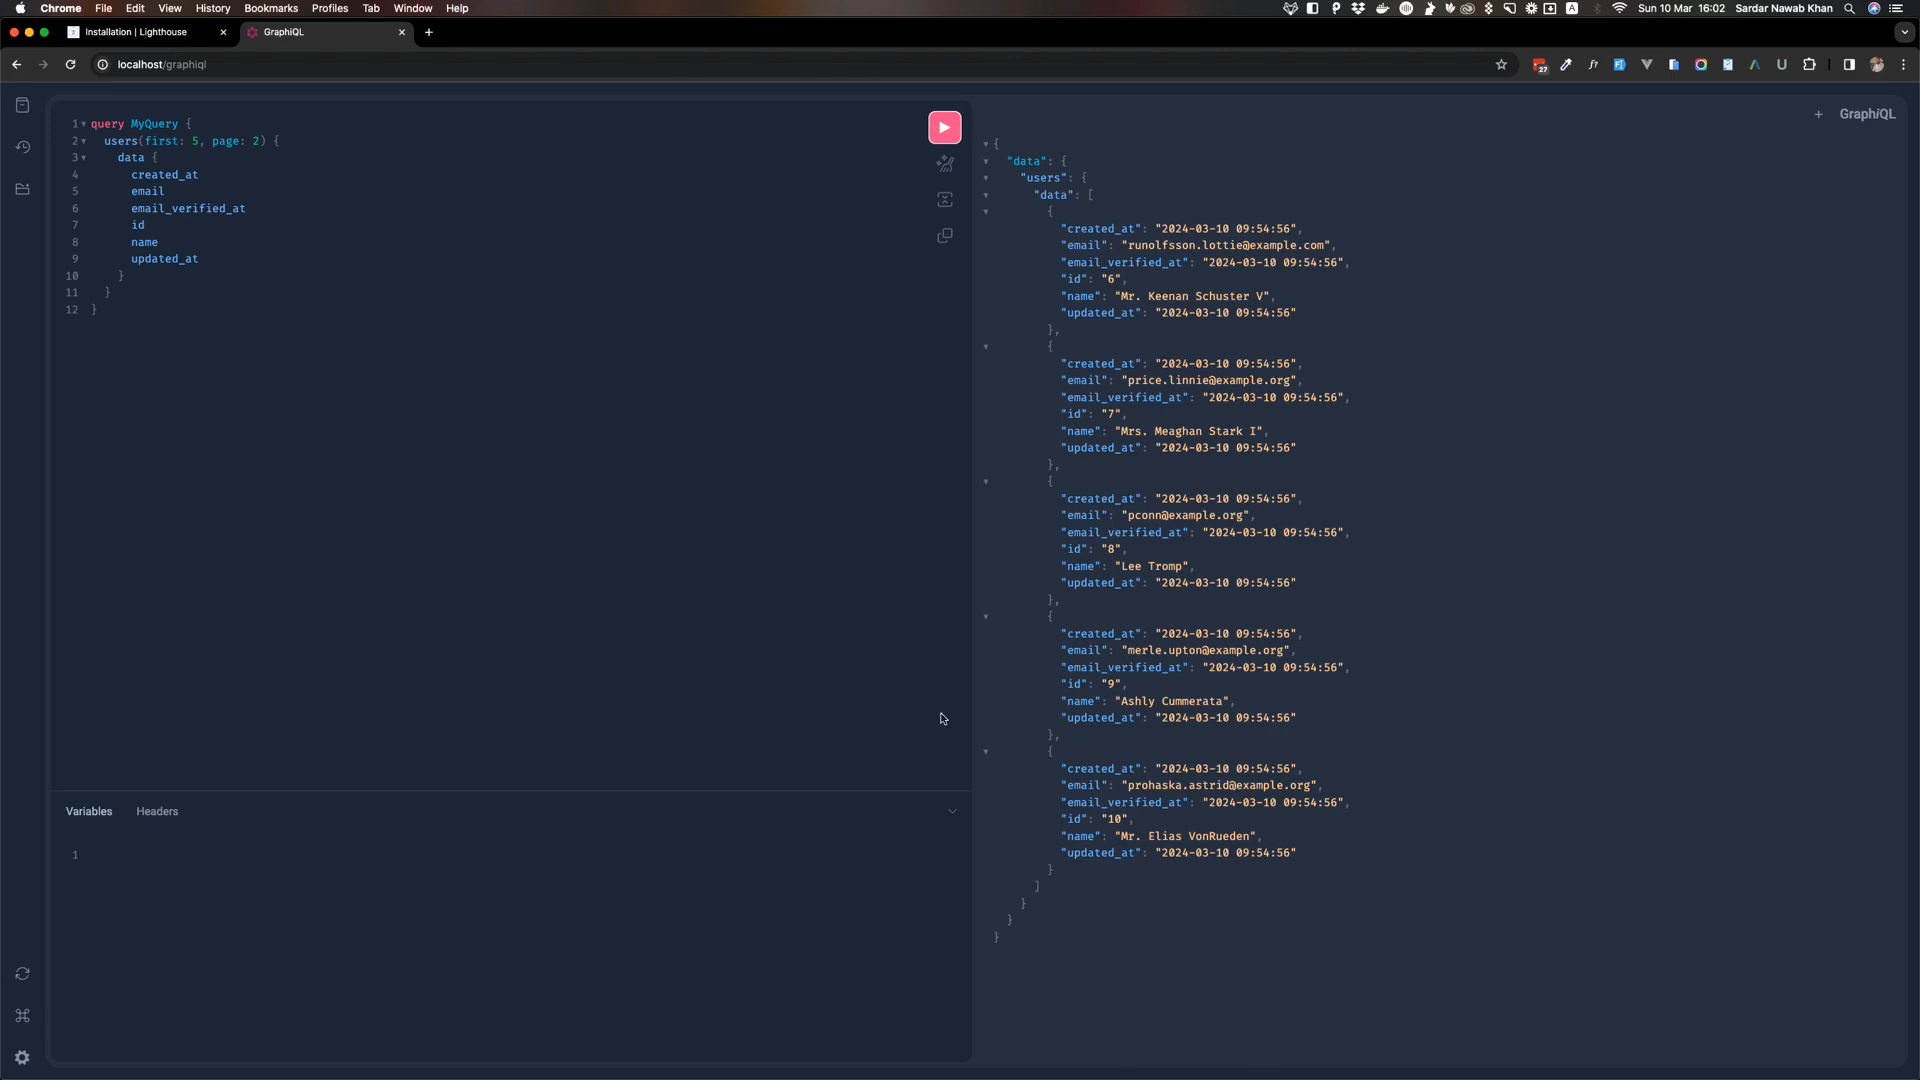 Chrome File Edit View History Bookmarks Profiles Tab Window Help
Sun 10 Mar 16:02 Sardar Nawab Khan
Installation | Lighthouse
GraphiQL
localhost/graphiql
27
GraphiQL
1 query MyQuery {
2 users(first: 5, page: 2) {
3 data {
4 created_at
5 email
6 email_verified_at
7 id
8 name
9 updated_at
10 }
11 }
12 }
Variables Headers
1
{
"data": {
"users": {
"data": [
{
"created_at": "2024-03-10 09:54:56",
"email": "runolfsson.lottie@example.com",
"email_verified_at": "2024-03-10 09:54:56",
"id": "6",
"name": "Mr. Keenan Schuster V",
"updated_at": "2024-03-10 09:54:56"
},
{
"created_at": "2024-03-10 09:54:56",
"email": "price.linnie@example.org",
"email_verified_at": "2024-03-10 09:54:56",
"id": "7",
"name": "Mrs. Meaghan Stark I",
"updated_at": "2024-03-10 09:54:56"
},
{
"created_at": "2024-03-10 09:54:56",
"email": "pconn@example.org",
"email_verified_at": "2024-03-10 09:54:56",
"id": "8",
"name": "Lee Tromp",
"updated_at": "2024-03-10 09:54:56"
},
{
"created_at": "2024-03-10 09:54:56",
"email": "merle.upton@example.org",
"email_verified_at": "2024-03-10 09:54:56",
"id": "9",
"name": "Ashly Cummerata",
"updated_at": "2024-03-10 09:54:56"
},
{
"created_at": "2024-03-10 09:54:56",
"email": "prohaska.astrid@example.org",
"email_verified_at": "2024-03-10 09:54:56",
"id": "10",
"name": "Mr. Elias VonRueden",
"updated_at": "2024-03-10 09:54:56"
}
]
}
}
}